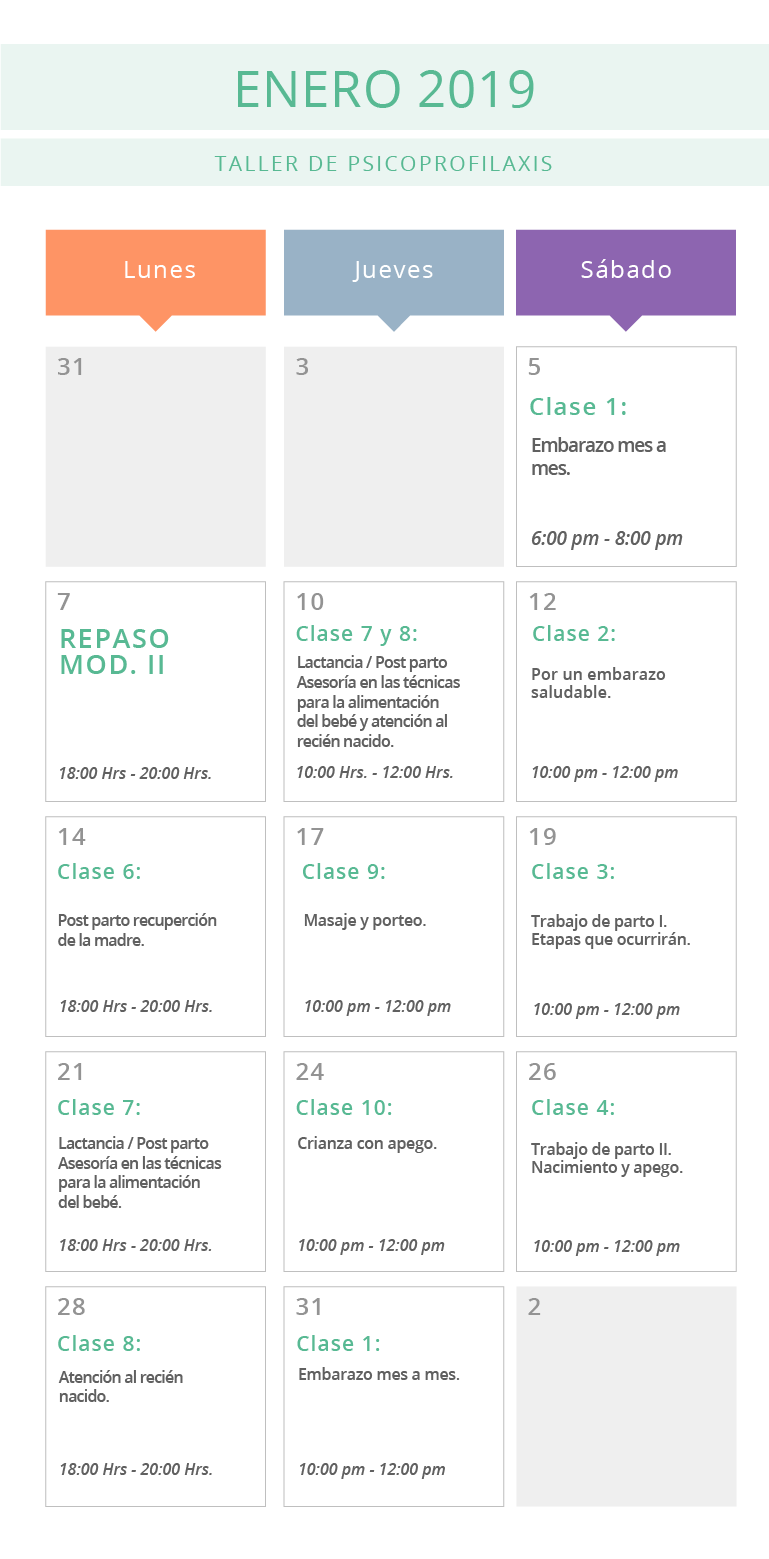 ENERO 2019
TALLER DE PSICOPROFILAXIS
Lunes
Jueves
Sábado
31
3
5
Clase 1:
Embarazo mes a
mes.
6:00 pm - 8:00 pm
7
REPASO
MOD. II
18:00 Hrs - 20:00 Hrs.
10
Clase 7 y 8:
Lactancia / Post parto
Asesoría en las técnicas
para la alimentación
del bebé y atención al
recién nacido.
10:00 Hrs. - 12:00 Hrs.
12
Clase 2:
Por un embarazo
saludable.
10:00 pm - 12:00 pm
14
Clase 6:
Post parto recuperción
de la madre.
18:00 Hrs - 20:00 Hrs.
17
Clase 9:
Masaje y porteo.
10:00 pm - 12:00 pm
19
Clase 3:
Trabajo de parto I.
Etapas que ocurrirán.
10:00 pm - 12:00 pm
21
Clase 7:
Lactancia / Post parto
Asesoría en las técnicas
para la alimentación
del bebé.
18:00 Hrs - 20:00 Hrs.
24
Clase 10:
Crianza con apego.
10:00 pm - 12:00 pm
26
Clase 4:
Trabajo de parto II.
Nacimiento y apego.
10:00 pm - 12:00 pm
28
Clase 8:
Atención al recién
nacido.
18:00 Hrs - 20:00 Hrs.
31
Clase 1:
Embarazo mes a mes.
10:00 pm - 12:00 pm
2